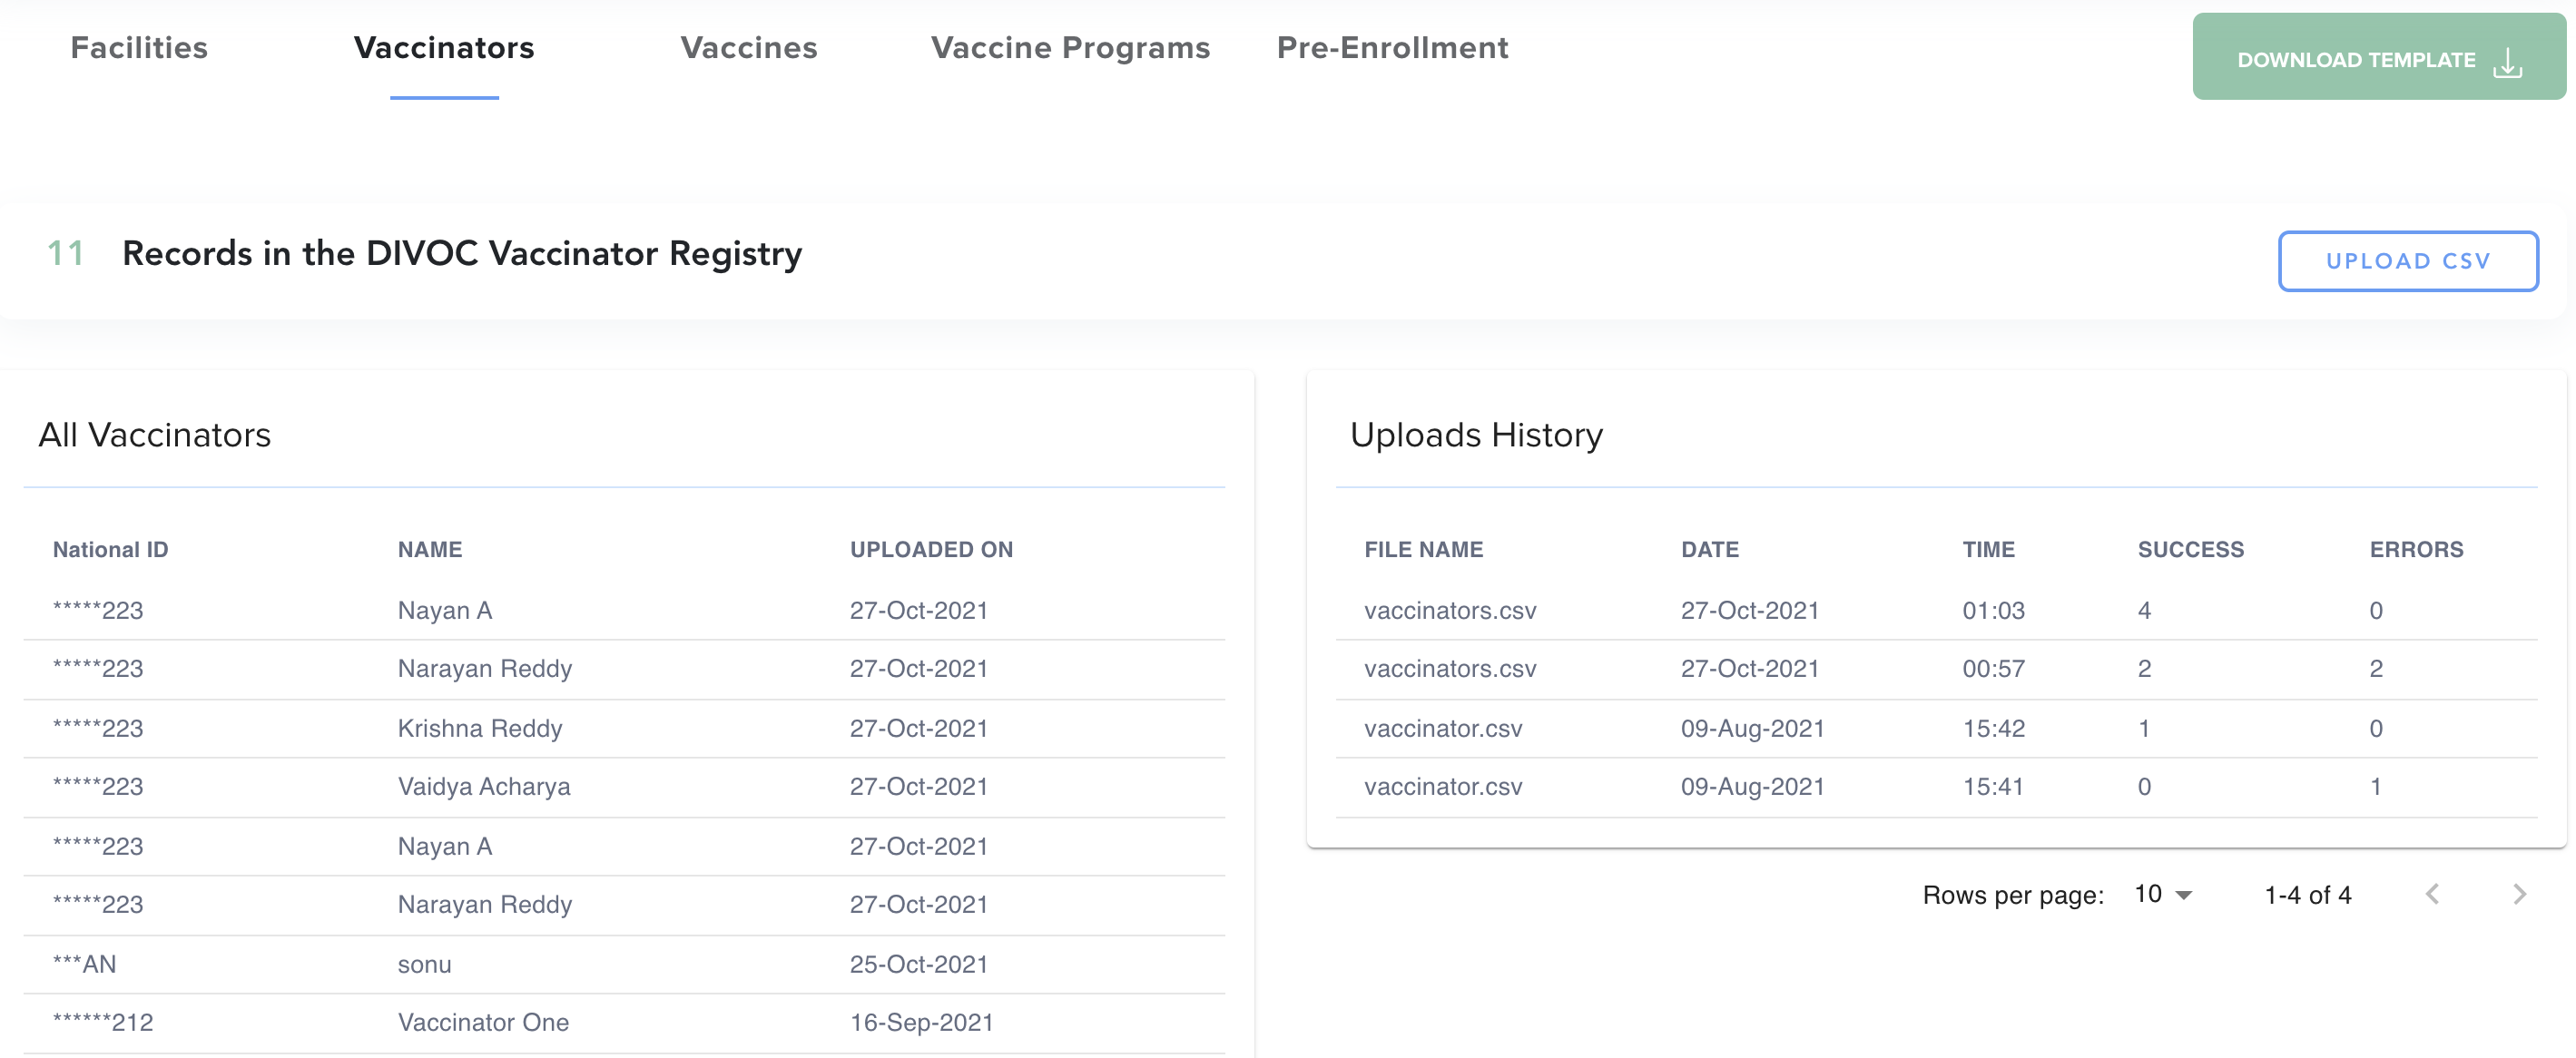 Facilities Vaccinators Vaccines Vaccine Programs Pre-Enrollment DOWNLOAD TEMPLATE
11 Records in the DIVOC Vaccinator Registry UPLOAD CSV
All Vaccinators
National ID NAME UPLOADED ON
*****223 Nayan A 27-Oct-2021
*****223 Narayan Reddy 27-Oct-2021
*****223 Krishna Reddy 27-Oct-2021
*****223 Vaidya Acharya 27-Oct-2021
*****223 Nayan A 27-Oct-2021
*****223 Narayan Reddy 27-Oct-2021
***AN sonu 25-Oct-2021
******212 Vaccinator One 16-Sep-2021
Uploads History
FILE NAME DATE TIME SUCCESS ERRORS
vaccinators.csv 27-Oct-2021 01:03 4 0
vaccinators.csv 27-Oct-2021 00:57 2 2
vaccinator.csv 09-Aug-2021 15:42 1 0
vaccinator.csv 09-Aug-2021 15:41 0 1
Rows per page: 10 1-4 of 4